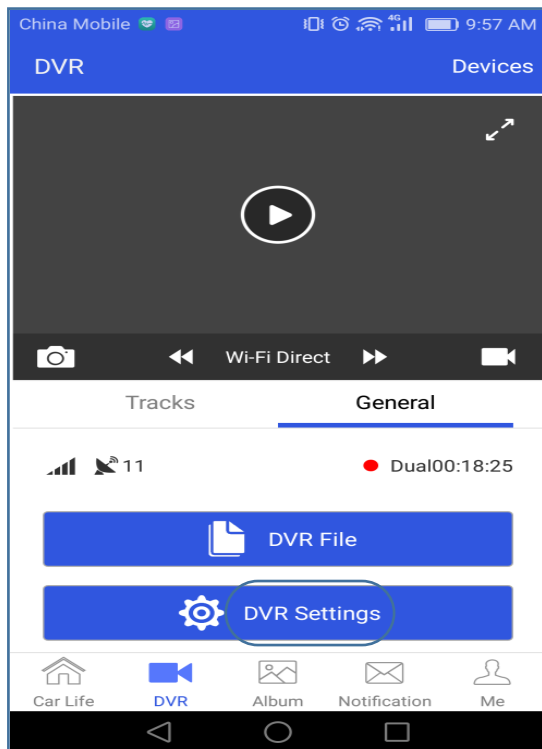 China Mobile 4G 9:57 AM
DVR Devices
Wi-Fi Direct
Tracks General
11 Dual00:18:25
DVR File
DVR Settings
Car Life DVR Album Notification Me